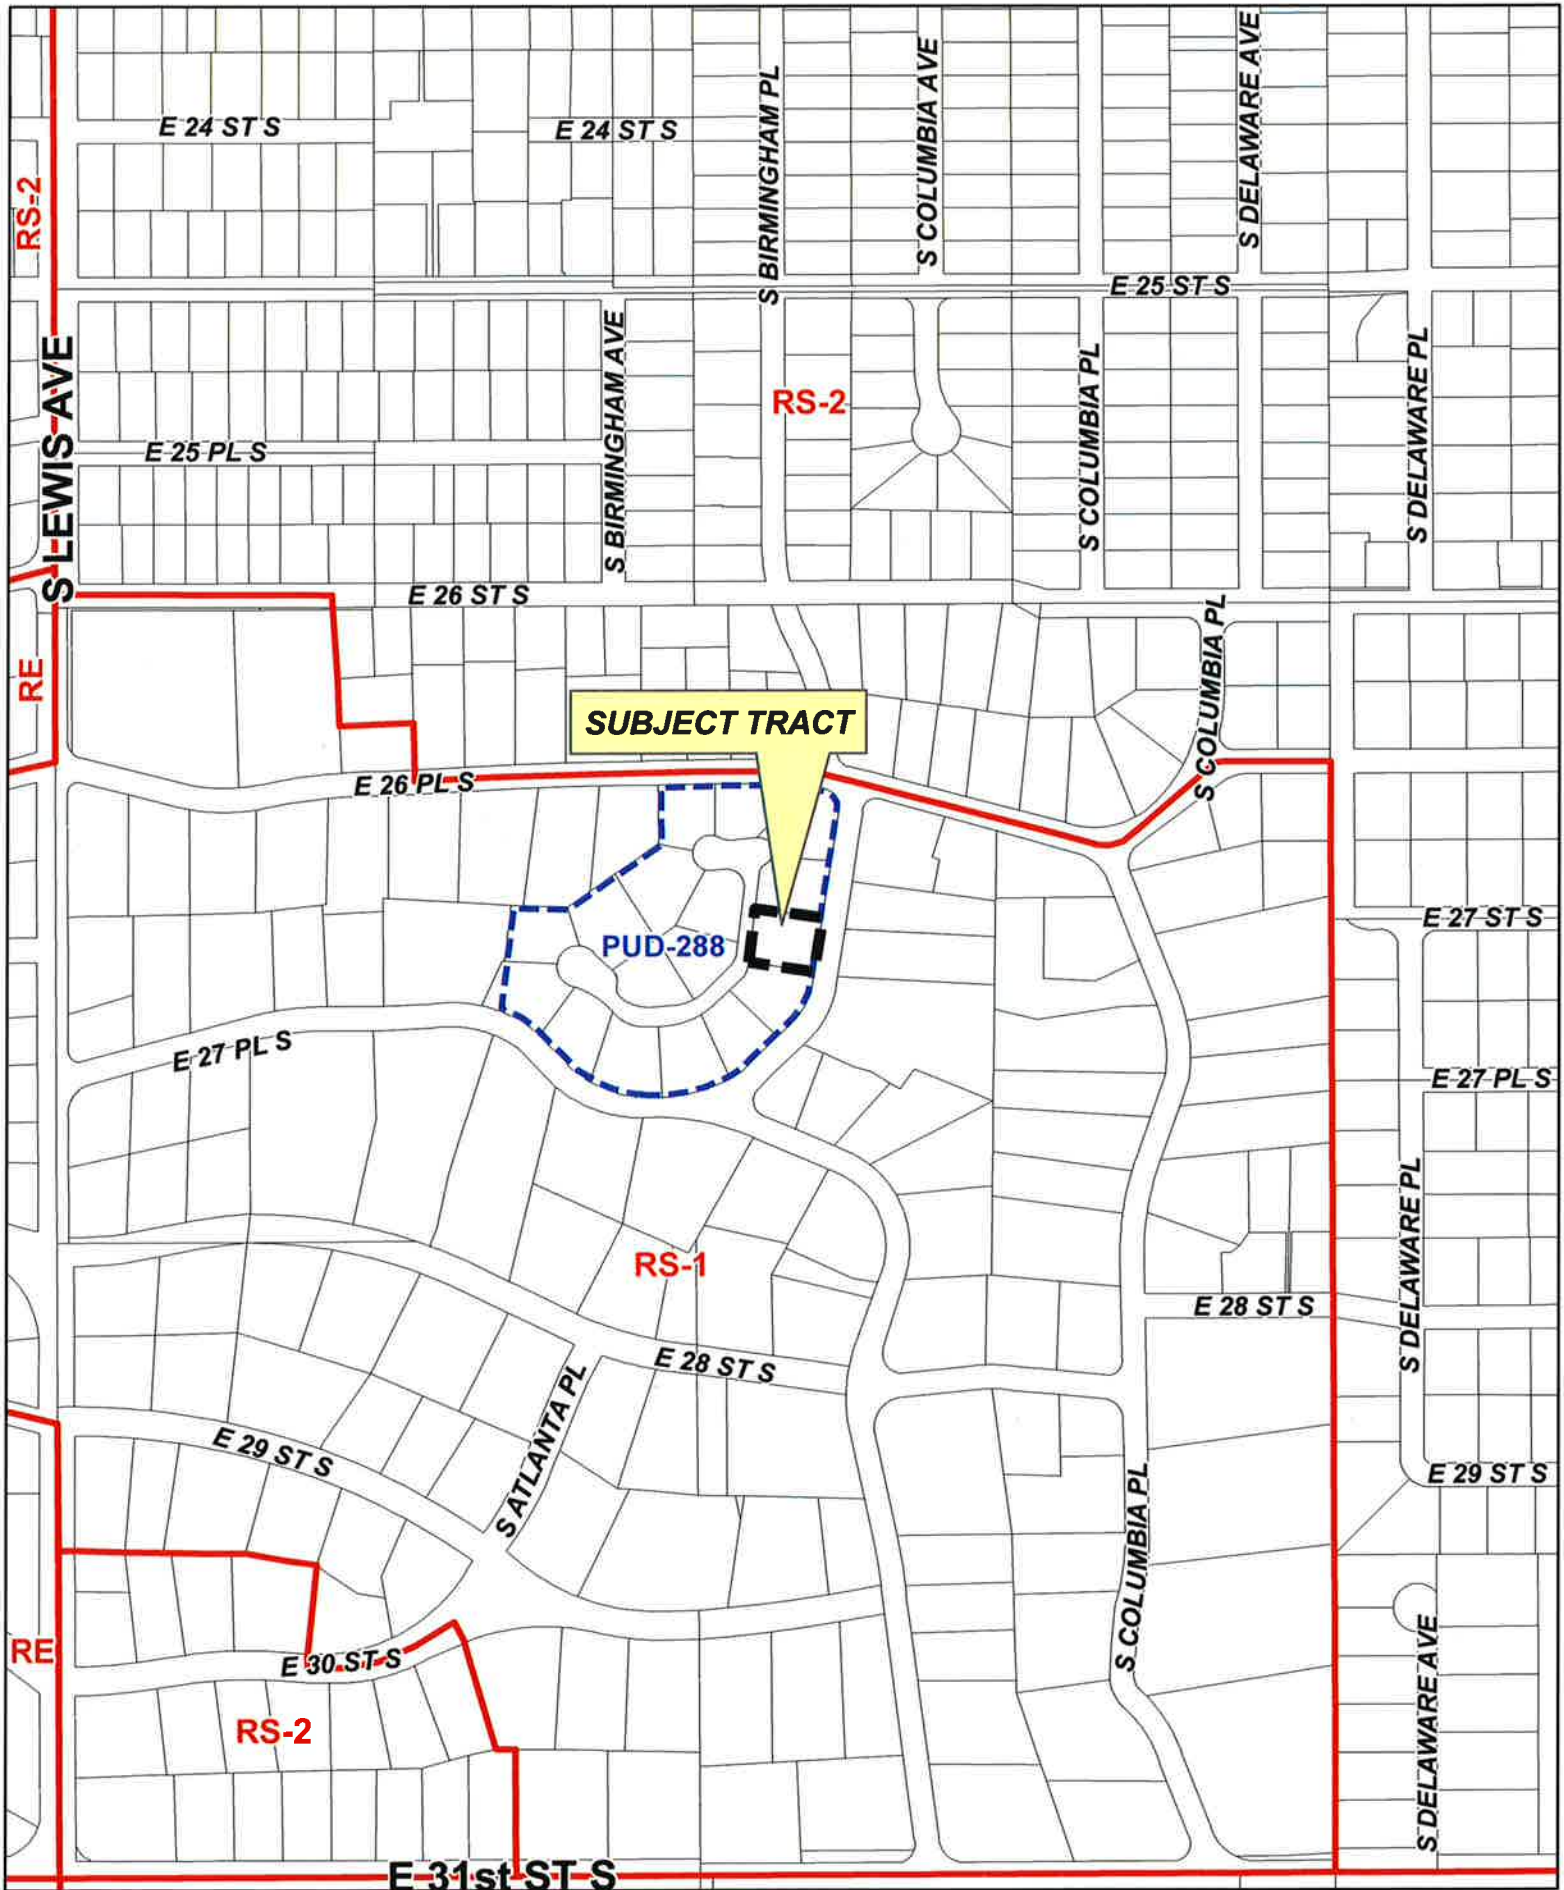 E 24 ST S
E 24 ST S
S BIRMINGHAM PL
S COLUMBIA AVE
S DELAWARE AVE
RS-2
E 25 ST S
S LEWIS AVE
S BIRMINGHAM AVE
RS-2
S COLUMBIA PL
S DELAWARE PL
E 25 PL S
E 26 ST S
RE
S COLUMBIA PL
SUBJECT TRACT
E 26 PL S
E 27 ST S
PUD-288
E 27 PL S
E 27 PL S
RS-1
S DELAWARE PL
E 28 ST S
E 28 ST S
S ATLANTA PL
E 29 ST S
E 29 ST S
S COLUMBIA PL
RE
E 30 ST S
S DELAWARE AVE
RS-2
E 31st ST S